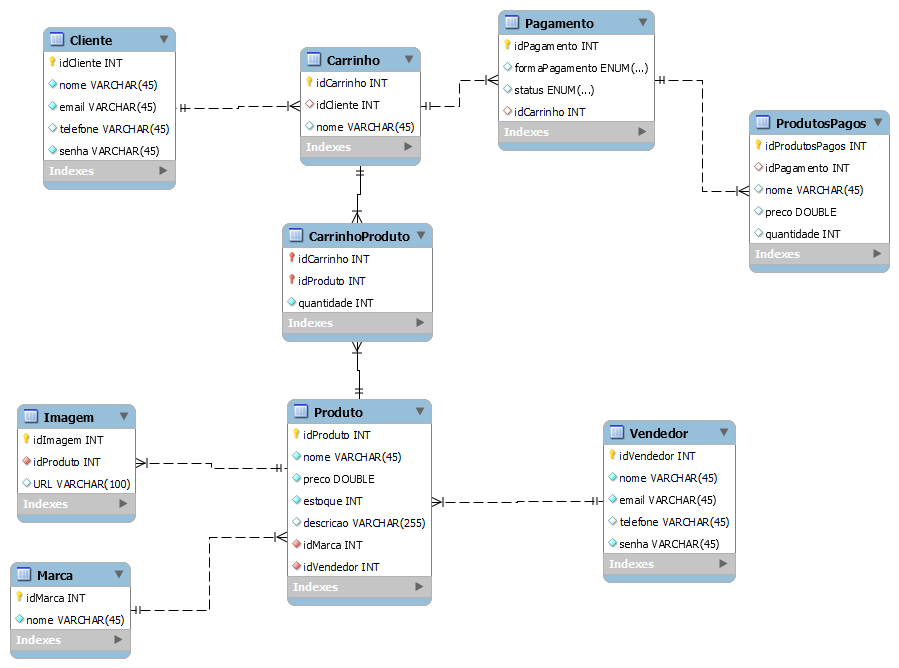 Cliente
idCliente INT
nome VARCHAR(45)
email VARCHAR(45)
telefone VARCHAR(45)
senha VARCHAR(45)
Indexes
Carrinho
idCarrinho INT
idCliente INT
nome VARCHAR(45)
Indexes
Pagamento
idPagamento INT
formaPagamento ENUM(...)
status ENUM(...)
idCarrinho INT
Indexes
ProdutosPagos
idProdutosPagos INT
idPagamento INT
nome VARCHAR(45)
preco DOUBLE
quantidade INT
Indexes
CarrinhoProduto
idCarrinho INT
idProduto INT
quantidade INT
Indexes
Imagem
idImagem INT
idProduto INT
URL VARCHAR(100)
Indexes
Produto
idProduto INT
nome VARCHAR(45)
preco DOUBLE
estoque INT
descricao VARCHAR(255)
idMarca INT
idVendedor INT
Indexes
Vendedor
idVendedor INT
nome VARCHAR(45)
email VARCHAR(45)
telefone VARCHAR(45)
senha VARCHAR(45)
Indexes
Marca
idMarca INT
nome VARCHAR(45)
Indexes